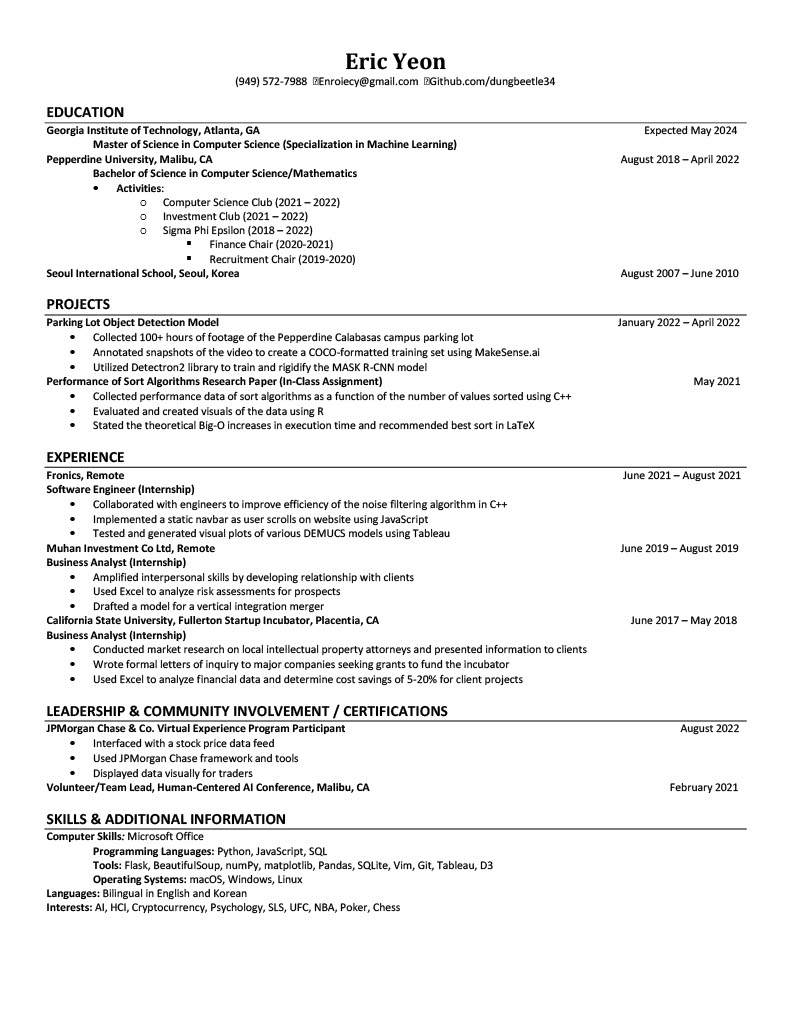 Eric Yeon
(949) 572-7988 Enroiecy@gmail.com Github.com/dungbeetle34
EDUCATION
Georgia Institute of Technology, Atlanta, GA Expected May 2024
Master of Science in Computer Science (Specialization in Machine Learning)
Pepperdine University, Malibu, CA August 2018 – April 2022
Bachelor of Science in Computer Science/Mathematics
• Activities:
o Computer Science Club (2021 – 2022)
o Investment Club (2021 – 2022)
o Sigma Phi Epsilon (2018 – 2022)
▪ Finance Chair (2020-2021)
▪ Recruitment Chair (2019-2020)
Seoul International School, Seoul, Korea August 2007 – June 2010
PROJECTS
Parking Lot Object Detection Model January 2022 – April 2022
• Collected 100+ hours of footage of the Pepperdine Calabasas campus parking lot
• Annotated snapshots of the video to create a COCO-formatted training set using MakeSense.ai
• Utilized Detectron2 library to train and rigidify the MASK R-CNN model
Performance of Sort Algorithms Research Paper (In-Class Assignment) May 2021
• Collected performance data of sort algorithms as a function of the number of values sorted using C++
• Evaluated and created visuals of the data using R
• Stated the theoretical Big-O increases in execution time and recommended best sort in LaTeX
EXPERIENCE
Fronics, Remote June 2021 – August 2021
Software Engineer (Internship)
• Collaborated with engineers to improve efficiency of the noise filtering algorithm in C++
• Implemented a static navbar as user scrolls on website using JavaScript
• Tested and generated visual plots of various DEMUCS models using Tableau
Muhan Investment Co Ltd, Remote June 2019 – August 2019
Business Analyst (Internship)
• Amplified interpersonal skills by developing relationship with clients
• Used Excel to analyze risk assessments for prospects
• Drafted a model for a vertical integration merger
California State University, Fullerton Startup Incubator, Placentia, CA June 2017 – May 2018
Business Analyst (Internship)
• Conducted market research on local intellectual property attorneys and presented information to clients
• Wrote formal letters of inquiry to major companies seeking grants to fund the incubator
• Used Excel to analyze financial data and determine cost savings of 5-20% for client projects
LEADERSHIP & COMMUNITY INVOLVEMENT / CERTIFICATIONS
JPMorgan Chase & Co. Virtual Experience Program Participant August 2022
• Interfaced with a stock price data feed
• Used JPMorgan Chase framework and tools
• Displayed data visually for traders
Volunteer/Team Lead, Human-Centered AI Conference, Malibu, CA February 2021
SKILLS & ADDITIONAL INFORMATION
Computer Skills: Microsoft Office
Programming Languages: Python, JavaScript, SQL
Tools: Flask, BeautifulSoup, numPy, matplotlib, Pandas, SQLite, Vim, Git, Tableau, D3
Operating Systems: macOS, Windows, Linux
Languages: Bilingual in English and Korean
Interests: AI, HCI, Cryptocurrency, Psychology, SLS, UFC, NBA, Poker, Chess